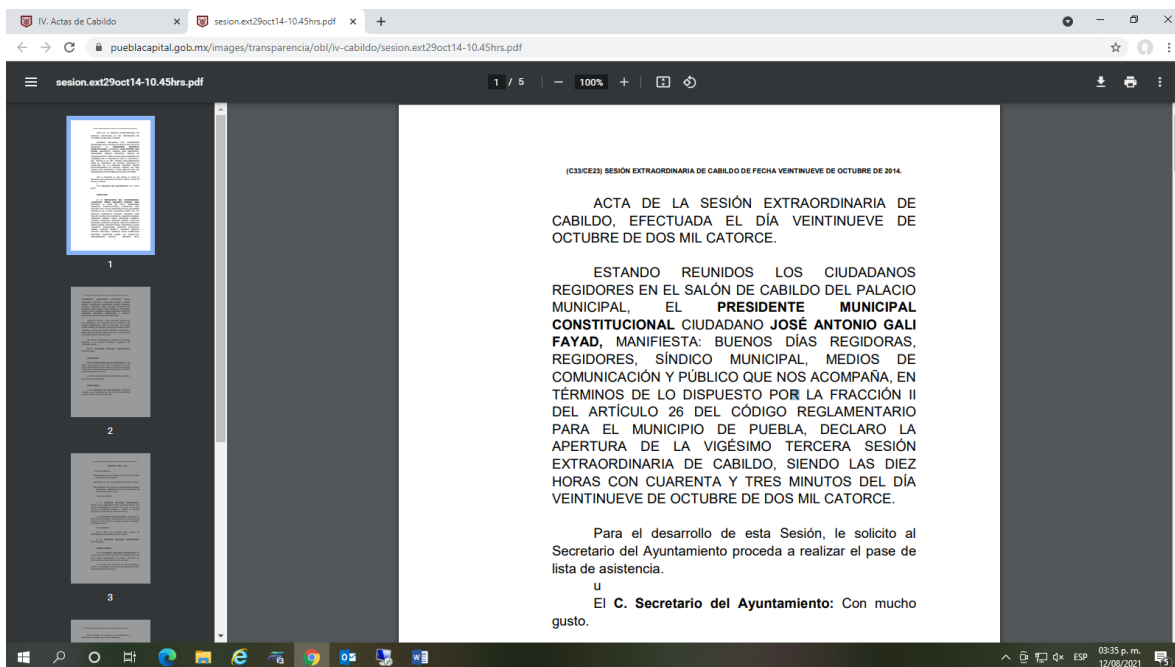 IV. Actas de Cabildo
sesion.ext29oct14-10.45hrs.pdf
pueblacapital.gob.mx/images/transparencia/obl/iv-cabildo/sesion.ext29oct14-10.45hrs.pdf
sesion.ext29oct14-10.45hrs.pdf
1 / 5
100%
1
2
3
(C33/CE23) SESIÓN EXTRAORDINARIA DE CABILDO DE FECHA VEINTINUEVE DE OCTUBRE DE 2014.
ACTA DE LA SESIÓN EXTRAORDINARIA DE
CABILDO, EFECTUADA EL DÍA VEINTINUEVE DE
OCTUBRE DE DOS MIL CATORCE.
ESTANDO REUNIDOS LOS CIUDADANOS
REGIDORES EN EL SALÓN DE CABILDO DEL PALACIO
MUNICIPAL, EL PRESIDENTE MUNICIPAL
CONSTITUCIONAL CIUDADANO JOSÉ ANTONIO GALI
FAYAD, MANIFIESTA: BUENOS DÍAS REGIDORAS,
REGIDORES, SÍNDICO MUNICIPAL, MEDIOS DE
COMUNICACIÓN Y PÚBLICO QUE NOS ACOMPAÑA, EN
TÉRMINOS DE LO DISPUESTO POR LA FRACCIÓN II
DEL ARTÍCULO 26 DEL CÓDIGO REGLAMENTARIO
PARA EL MUNICIPIO DE PUEBLA, DECLARO LA
APERTURA DE LA VIGÉSIMO TERCERA SESIÓN
EXTRAORDINARIA DE CABILDO, SIENDO LAS DIEZ
HORAS CON CUARENTA Y TRES MINUTOS DEL DÍA
VEINTINUEVE DE OCTUBRE DE DOS MIL CATORCE.
Para el desarrollo de esta Sesión, le solicito al
Secretario del Ayuntamiento proceda a realizar el pase de
lista de asistencia.
u
El C. Secretario del Ayuntamiento: Con mucho
gusto.
ESP
03:35 p. m.
12/08/2021